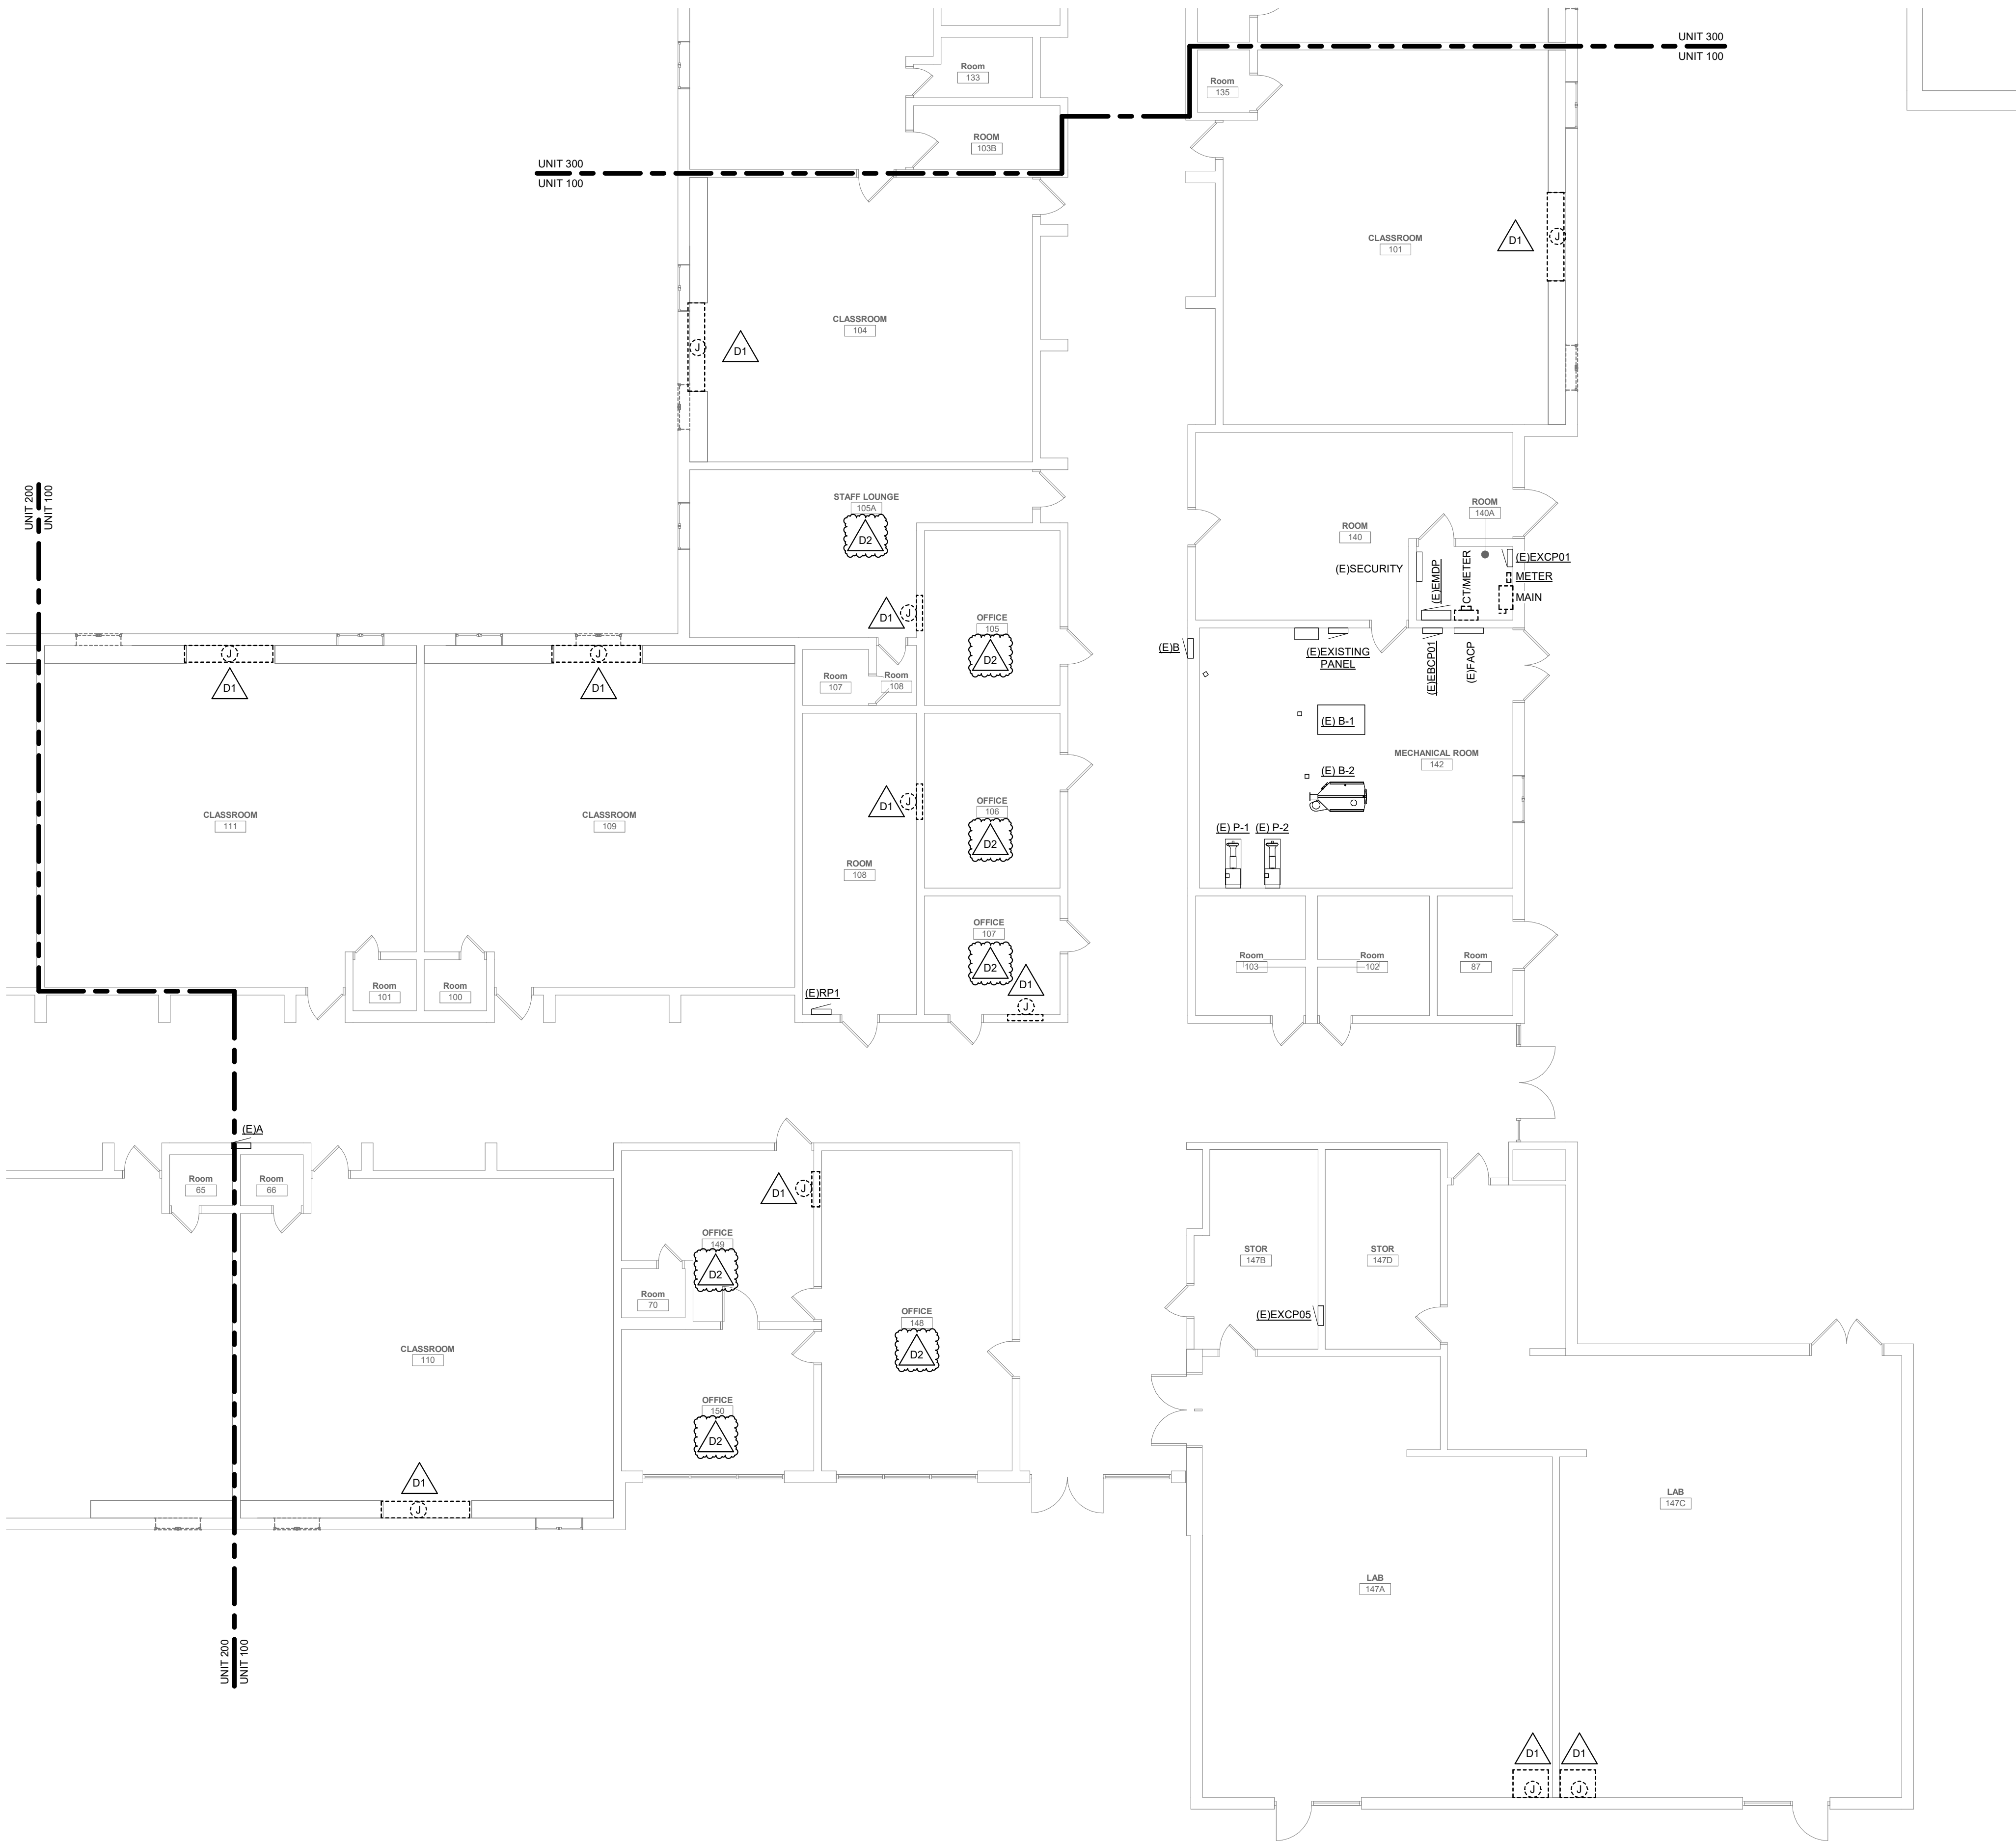 UNIT 300
UNIT 100
Room
133
Room
135
ROOM
103B
UNIT 300
UNIT 100
CLASSROOM
101
D1
J
CLASSROOM
104
J
D1
UNIT 200
UNIT 100
STAFF LOUNGE
105A
D2
ROOM
140A
ROOM
140
(E)SECURITY
(E)EMDP
CT/METER
(E)EXCP01
METER
MAIN
D1
J
OFFICE
105
D2
(E)B
(E)EXISTING
PANEL
(E)EBCP01
(E)FACP
J
D1
J
D1
Room
107
Room
108
(E) B-1
MECHANICAL ROOM
142
(E) B-2
D1
J
OFFICE
106
D2
CLASSROOM
111
CLASSROOM
109
(E) P-1
(E) P-2
ROOM
108
OFFICE
107
D2
D1
J
Room
103
Room
102
Room
87
Room
101
Room
100
(E)RP1
(E)A
Room
65
Room
66
D1
J
OFFICE
149
D2
STOR
147B
STOR
147D
Room
70
(E)EXCP05
OFFICE
148
D2
CLASSROOM
110
OFFICE
150
D2
D1
J
LAB
147C
LAB
147A
UNIT 200
UNIT 100
D1
D1
J
J